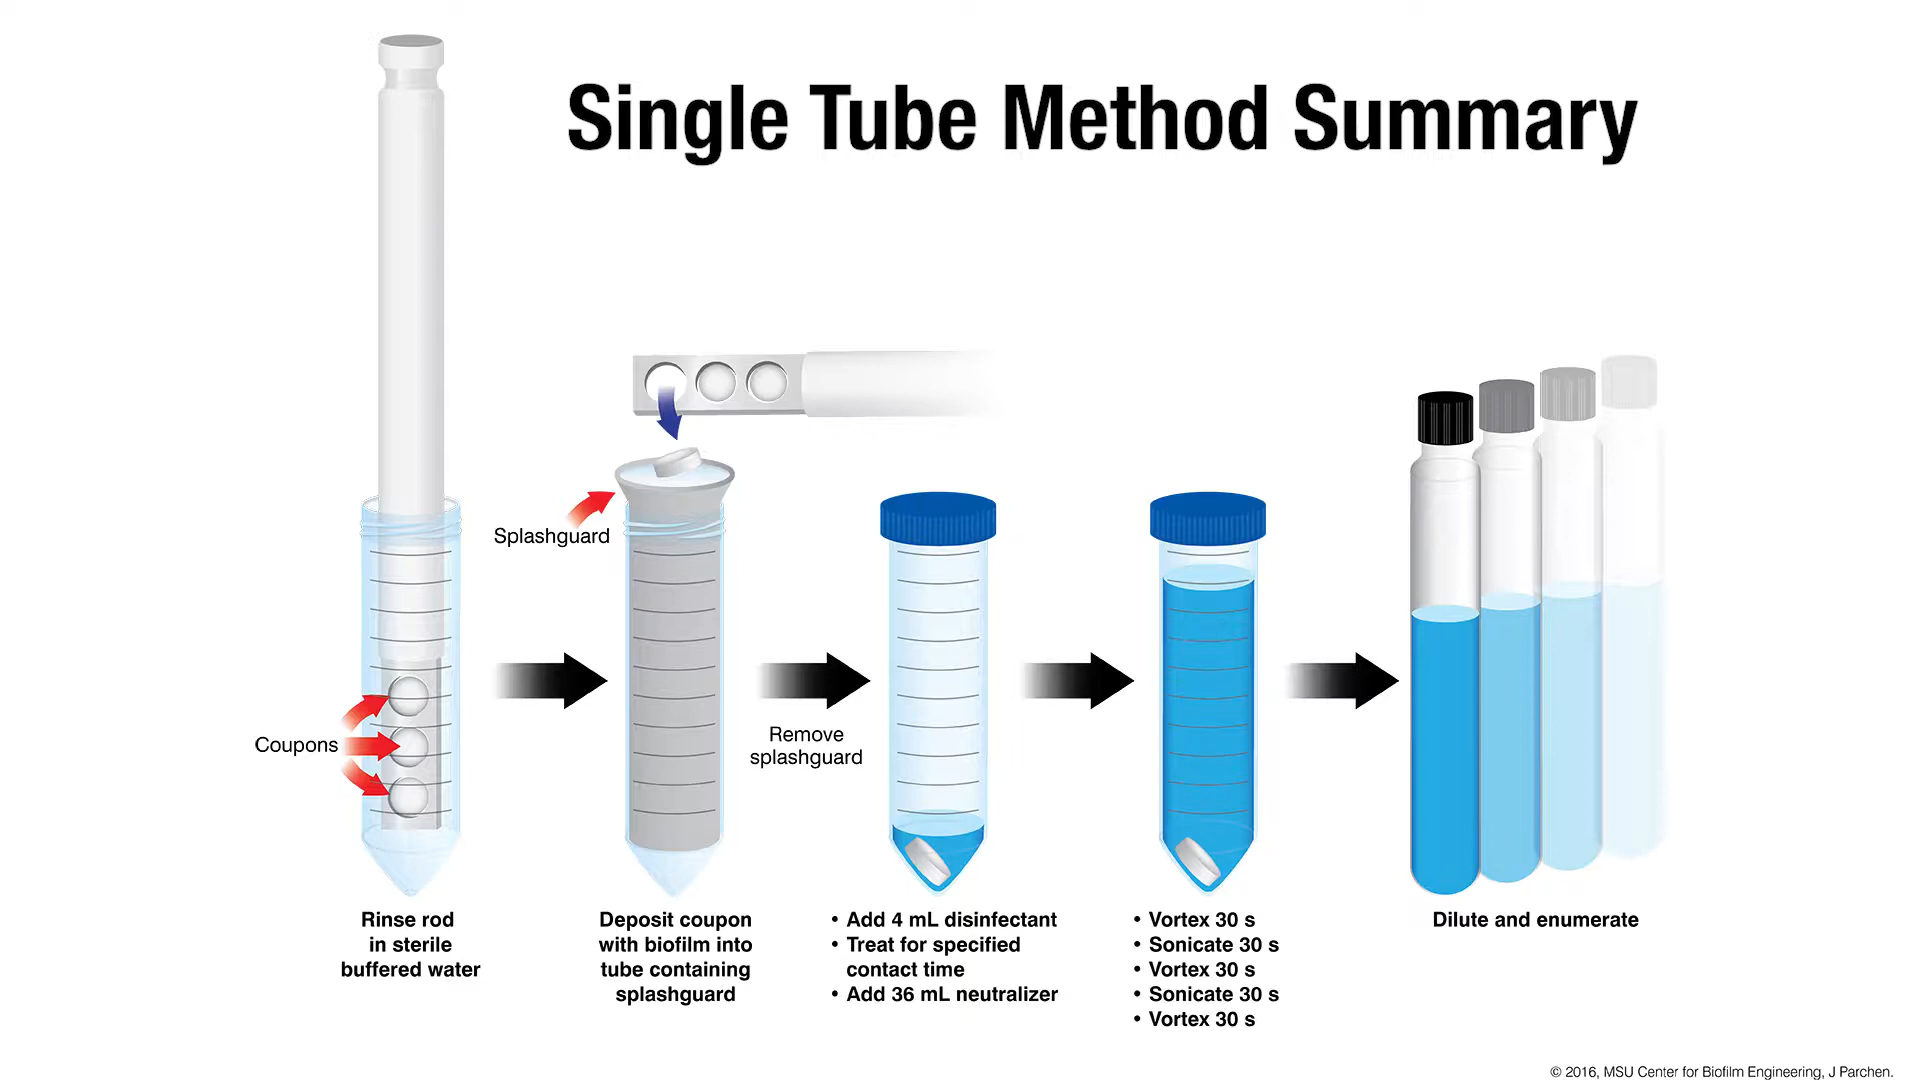 Single Tube Method Summary
Splashguard
Coupons
Remove
splashguard
Rinse rod
in sterile
buffered water
Deposit coupon
with biofilm into
tube containing
splashguard
• Add 4 mL disinfectant
• Treat for specified
contact time
• Add 36 mL neutralizer
• Vortex 30 s
• Sonicate 30 s
• Vortex 30 s
• Sonicate 30 s
• Vortex 30 s
Dilute and enumerate
© 2016, MSU Center for Biofilm Engineering, J Parchen.